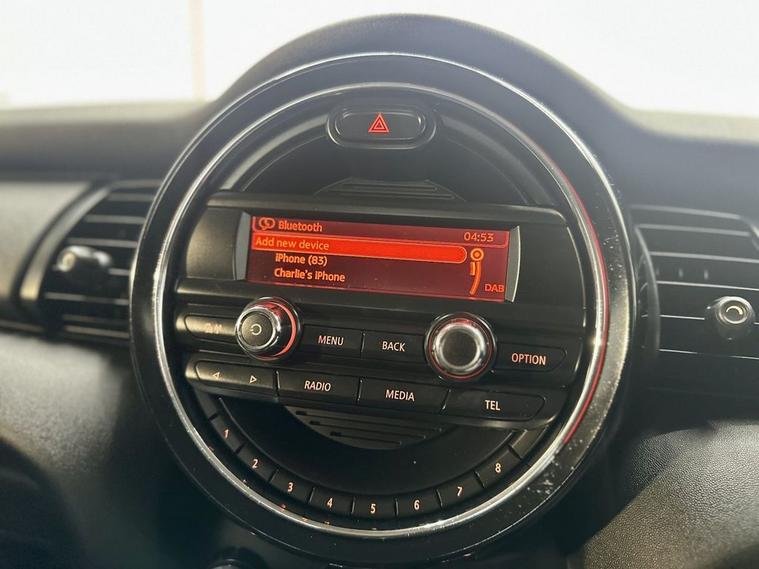 Bluetooth
04:53
Add new device
iPhone (83)
Charlie's iPhone
DAB
MENU
BACK
OPTION
RADIO
MEDIA
TEL
1
2
3
4
5
6
7
8